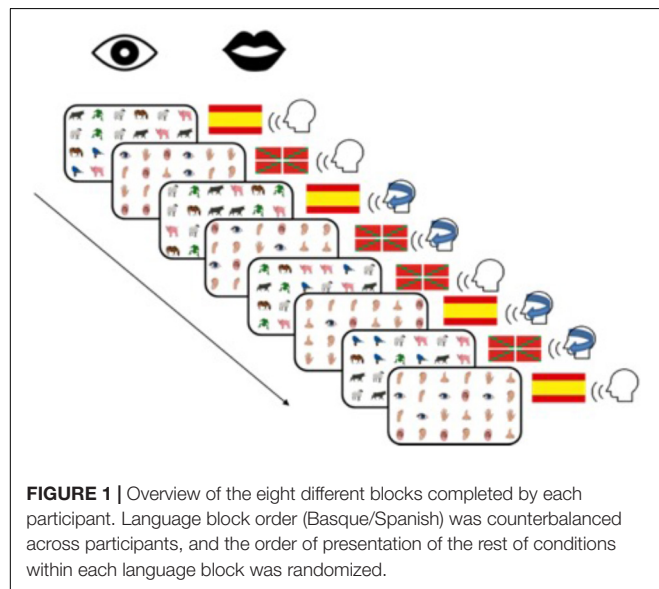 FIGURE 1 | Overview of the eight different blocks completed by each
participant. Language block order (Basque/Spanish) was counterbalanced
across participants, and the order of presentation of the rest of conditions
within each language block was randomized.